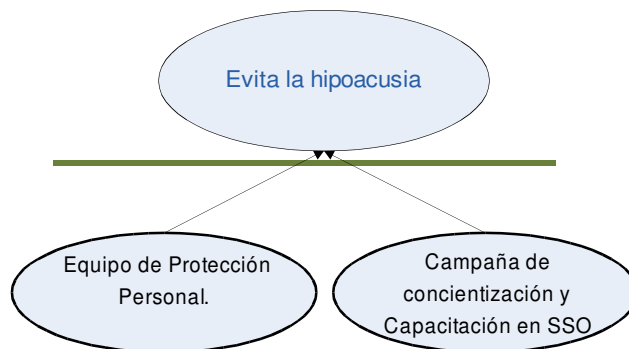 Evita la hipoacusia
Equipo de Protección
Personal.
Campaña de
concientización y
Capacitación en SSO